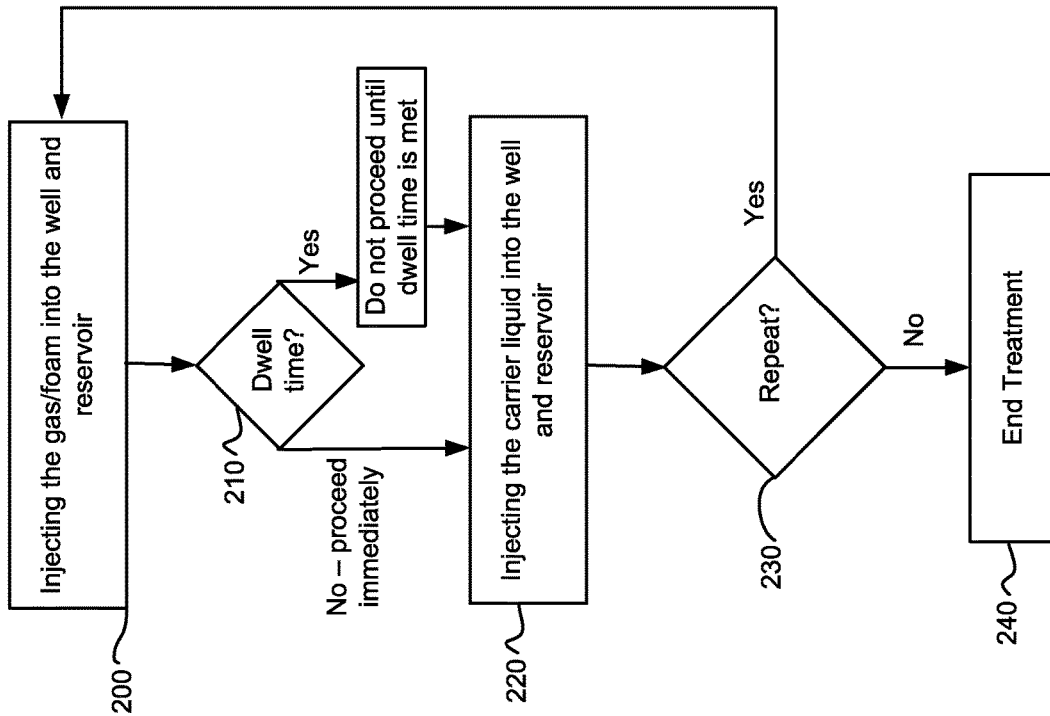 Injecting the gas/foam into the well and
reservoir
200
Dwell
time?
210
Yes
Do not proceed until
dwell time is met
No – proceed
immediately
Injecting the carrier liquid into the well
and reservoir
220
Repeat?
230
Yes
No
End Treatment
240